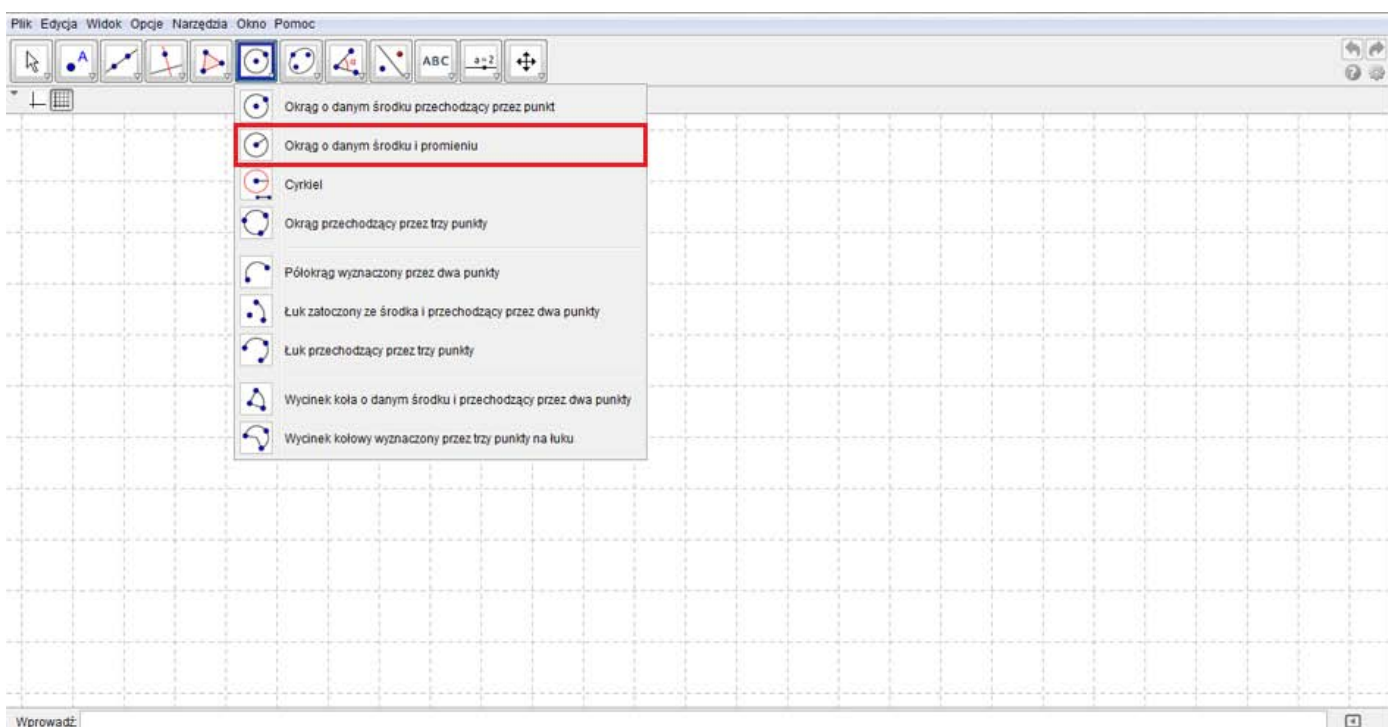 Plik Edycja Widok Opcje Narzędzia Okno Pomoc
A α ABC a=2
Okrąg o danym środku przechodzący przez punkt
Okrąg o danym środku i promieniu
Cyrkiel
Okrąg przechodzący przez trzy punkty
Półokrąg wyznaczony przez dwa punkty
Łuk zatoczony ze środka i przechodzący przez dwa punkty
Łuk przechodzący przez trzy punkty
Wycinek koła o danym środku i przechodzący przez dwa punkty
Wycinek kołowy wyznaczony przez trzy punkty na łuku
Wprowadź: